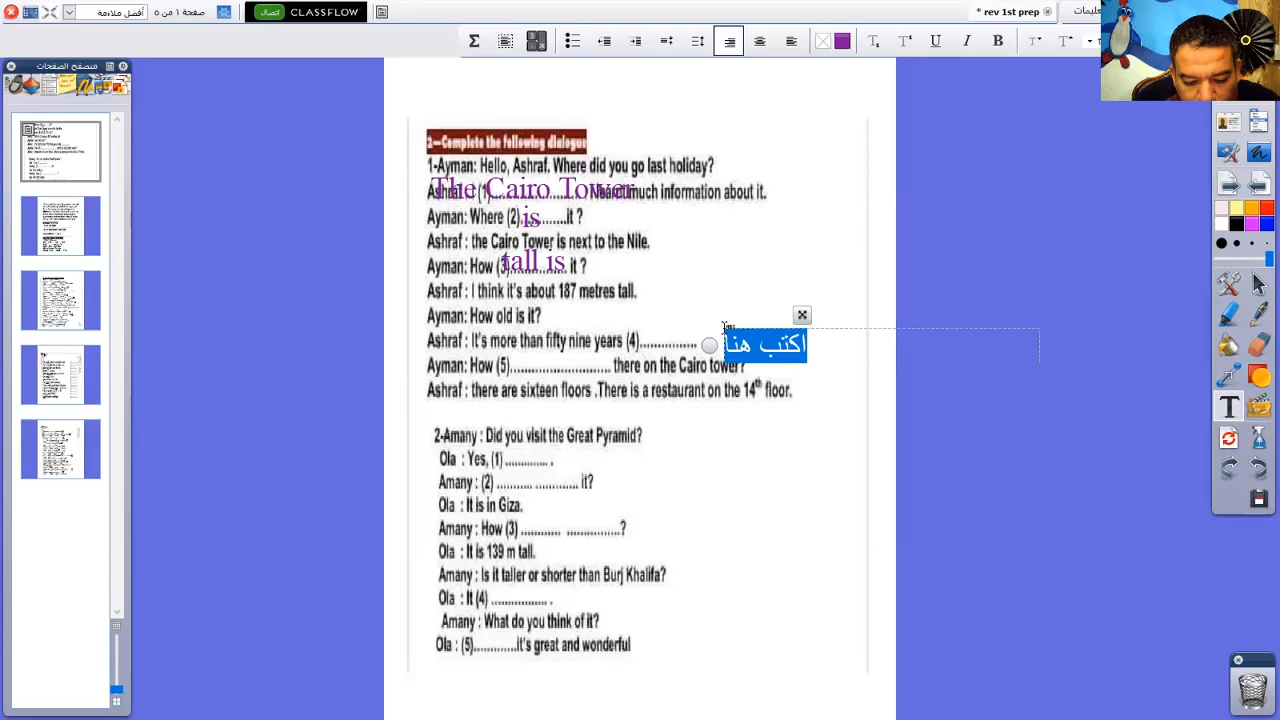 صفحة ١ من ٥
أفضل ملاءمة
اتصال
CLASSFLOW
* rev 1st prep
تعليمات
متصفح الصفحات
2–Complete the following dialogue
1-Ayman: Hello, Ashraf. Where did you go last holiday?
The Cairo Tower
(1) much information about it.
Ayman: Where (2)..........it ?
is
Ashraf : the Cairo Tower is next to the Nile.
Ayman: How (3)............. it ?
tall is
Ashraf : I think it's about 187 metres tall.
Ayman: How old is it?
Ashraf : It's more than fifty nine years (4)...............
اكتب هنا
Ayman: How (5)........................... there on the Cairo tower?
Ashraf : there are sixteen floors .There is a restaurant on the 14th floor.
2-Amany : Did you visit the Great Pyramid?
Ola : Yes, (1) ............. .
Amany : (2) ........... ............. it?
Ola : It is in Giza.
Amany : How (3) ............ ................?
Ola : It is 139 m tall.
Amany : Is it taller or shorter than Burj Khalifa?
Ola : It (4) ................. .
Amany : What do you think of it?
Ola : (5).............it's great and wonderful